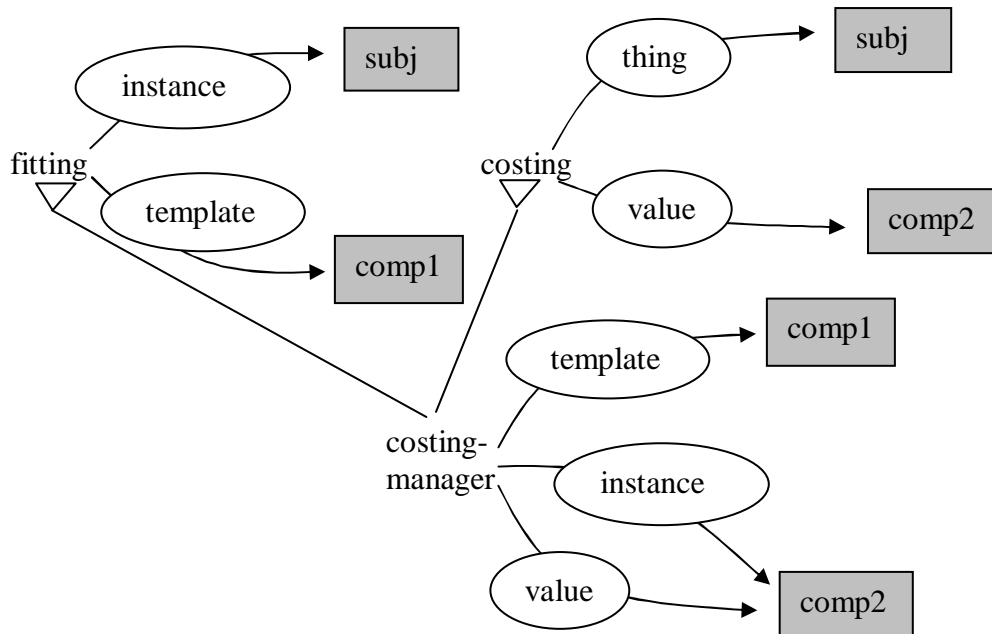 subj
instance
fitting
template
comp1
subj
thing
costing
value
comp2
comp1
template
costing-
manager
instance
value
comp2